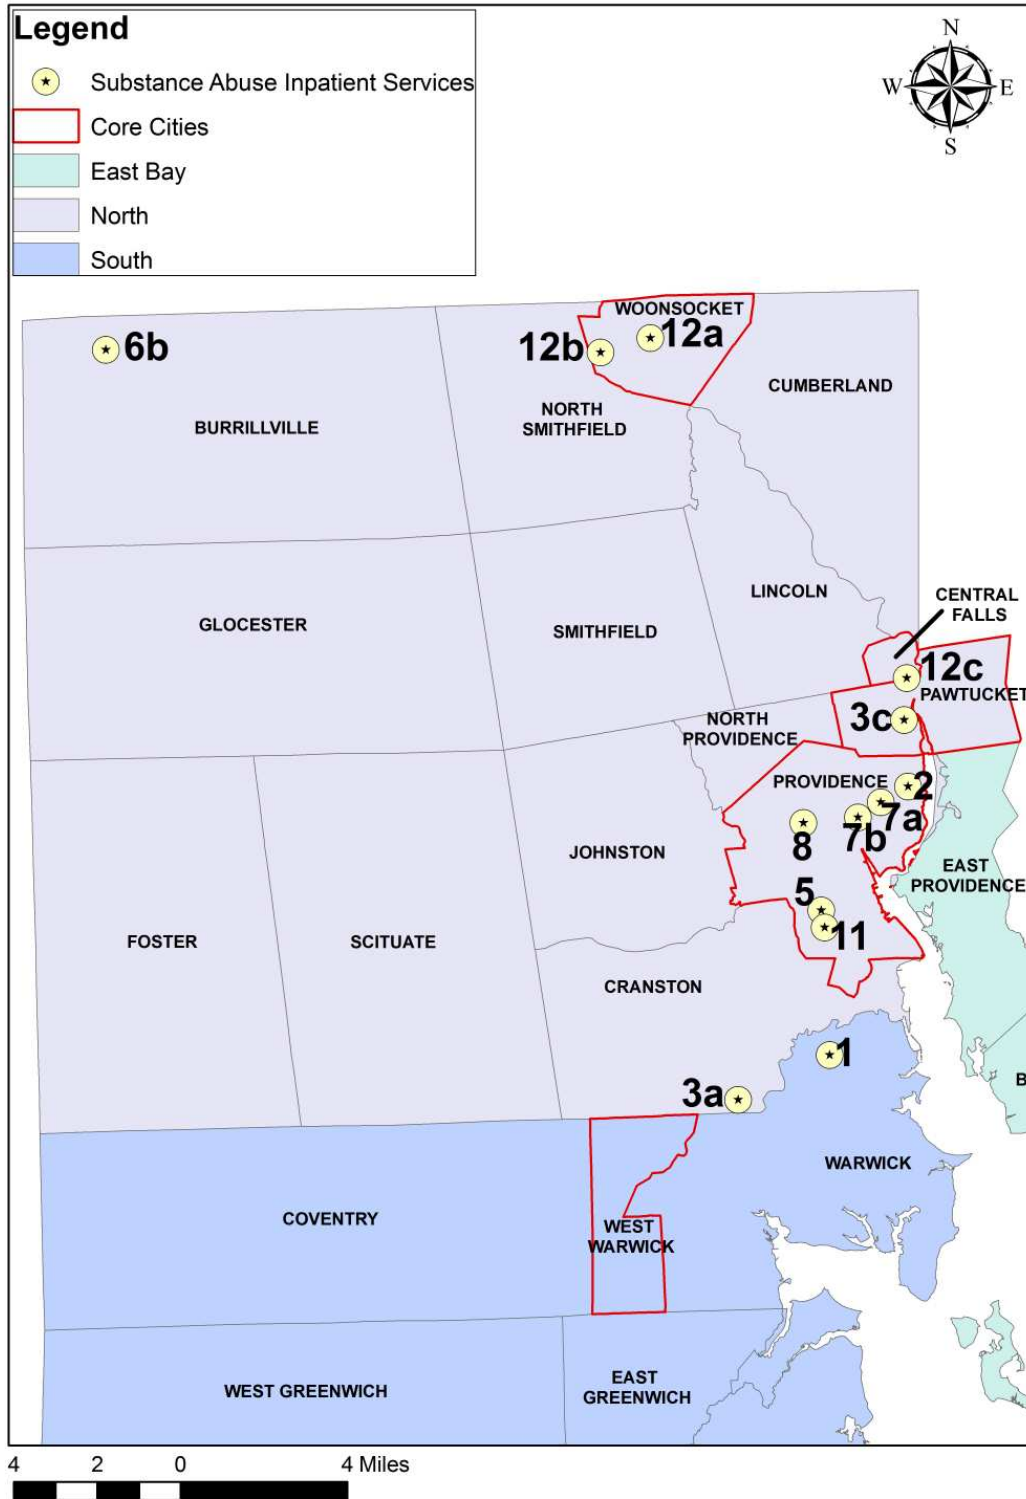 Legend
Substance Abuse Inpatient Services
Core Cities
East Bay
North
South
N
W
E
S
WOONSOCKET
6b
12b
12a
CUMBERLAND
NORTH
SMITHFIELD
BURRILLVILLE
LINCOLN
CENTRAL
FALLS
GLOCESTER
SMITHFIELD
12c
PAWTUCKET
3c
NORTH
PROVIDENCE
PROVIDENCE
2
7a
7b
8
JOHNSTON
EAST
PROVIDENCE
5
11
FOSTER
SCITUATE
CRANSTON
1
B
3a
WARWICK
COVENTRY
WEST
WARWICK
WEST GREENWICH
EAST
GREENWICH
4 2 0 4 Miles